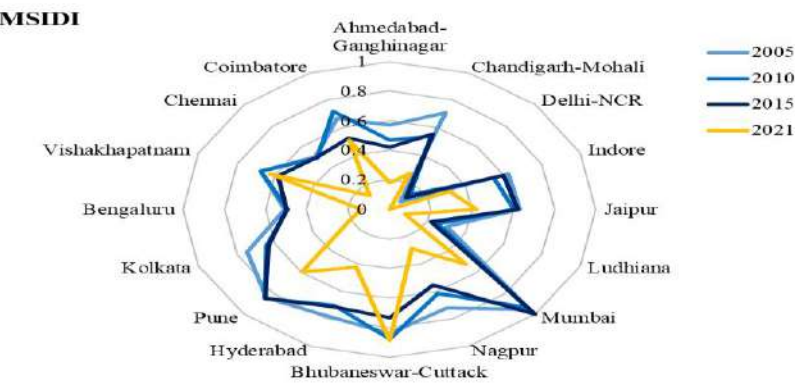 MSIDI
Ahmedabad-
Ganghinagar
Chandigarh-Mohali
Delhi-NCR
Indore
Jaipur
Ludhiana
Mumbai
Nagpur
Bhubaneswar-Cuttack
Hyderabad
Pune
Kolkata
Bengaluru
Vishakhapatnam
Chennai
Coimbatore
1
0.8
0.6
0.4
0.2
0
2005
2010
2015
2021